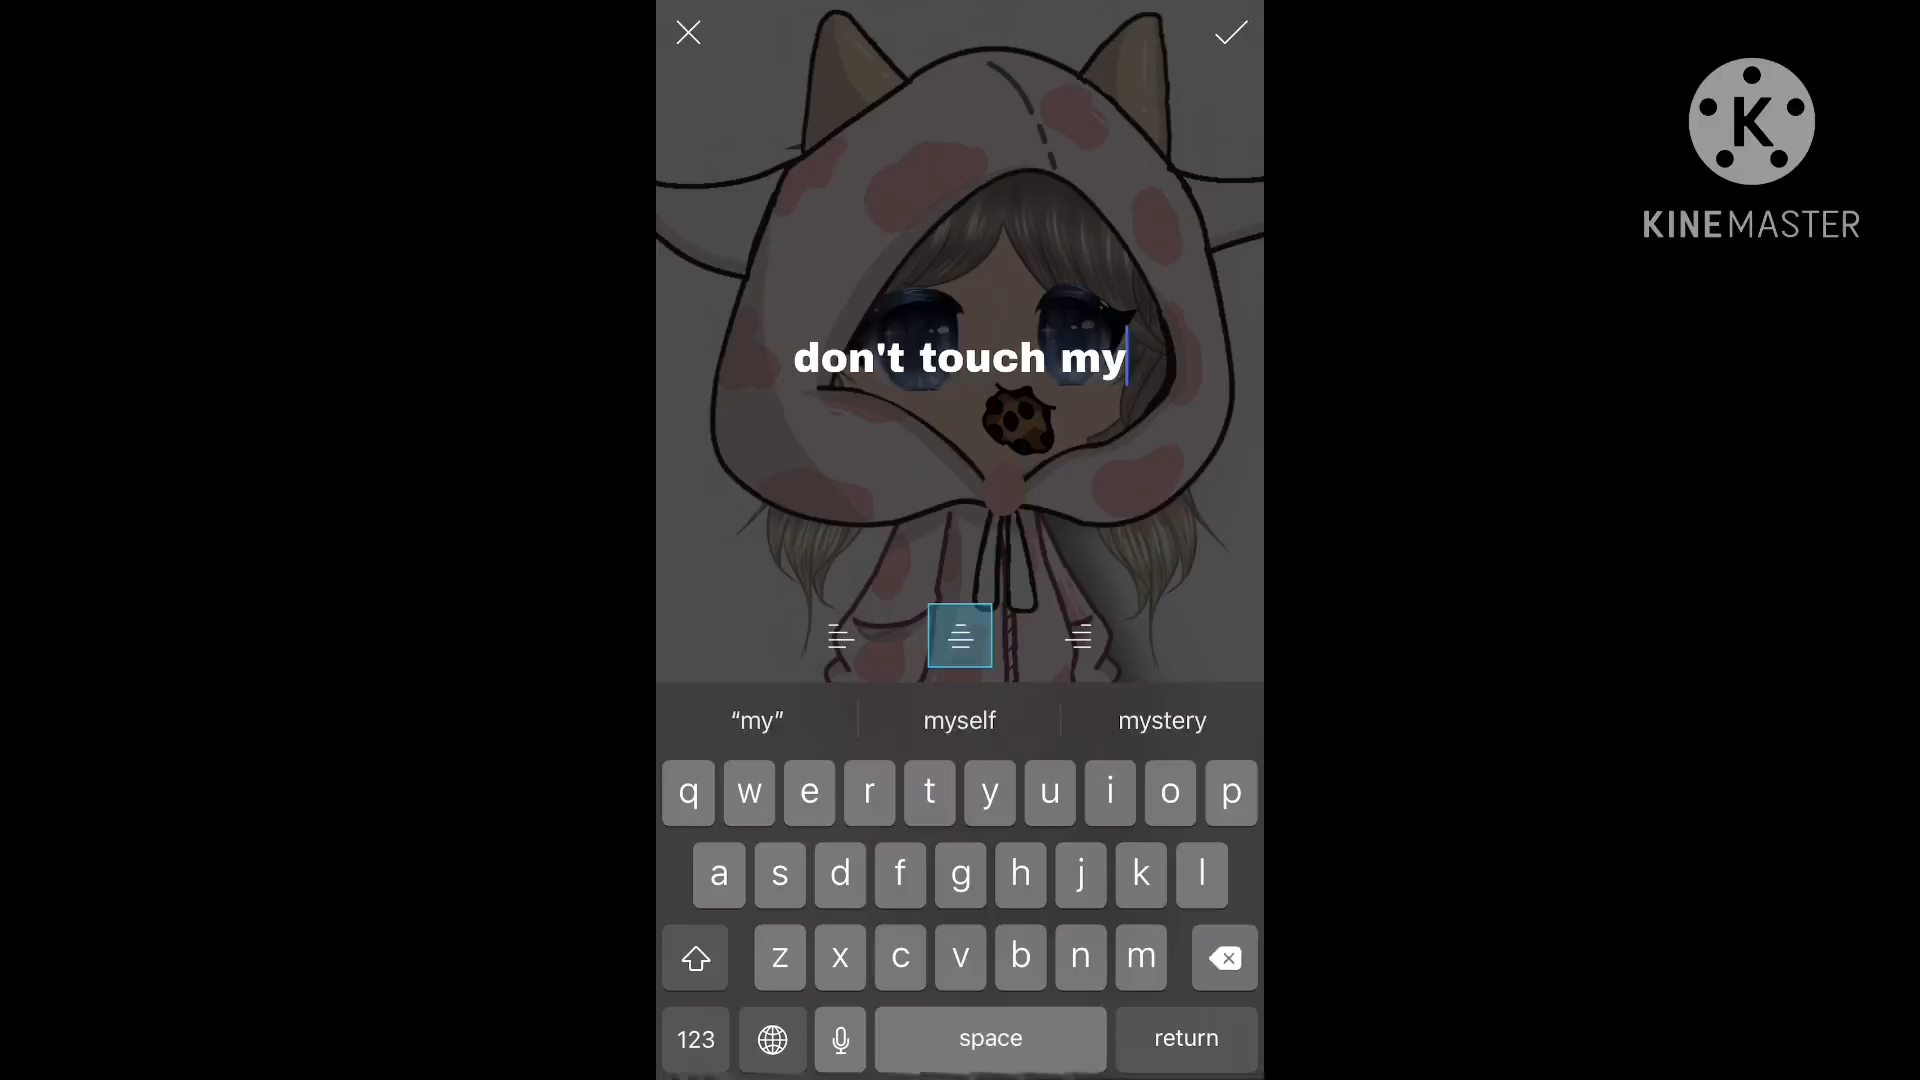 K
KINEMASTER
don't touch my
“my” myself mystery
q w e r t y u i o p
a s d f g h j k l
z x c v b n m
123 space return